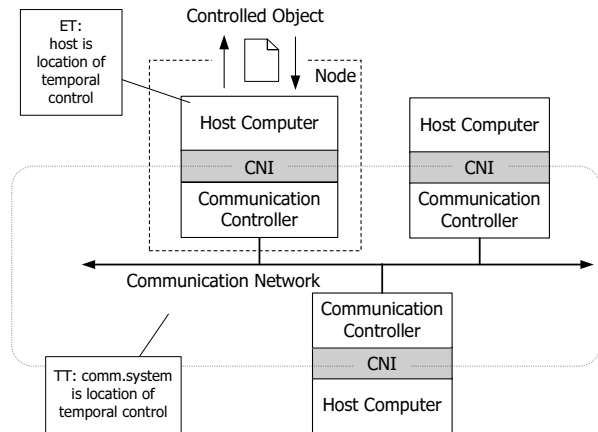 ET:
host is
location of
temporal
control
Controlled Object
Node
Host Computer
CNI
Communication
Controller
Host Computer
CNI
Communication
Controller
Communication Network
Communication
Controller
CNI
Host Computer
TT: comm.system
is location of
temporal control